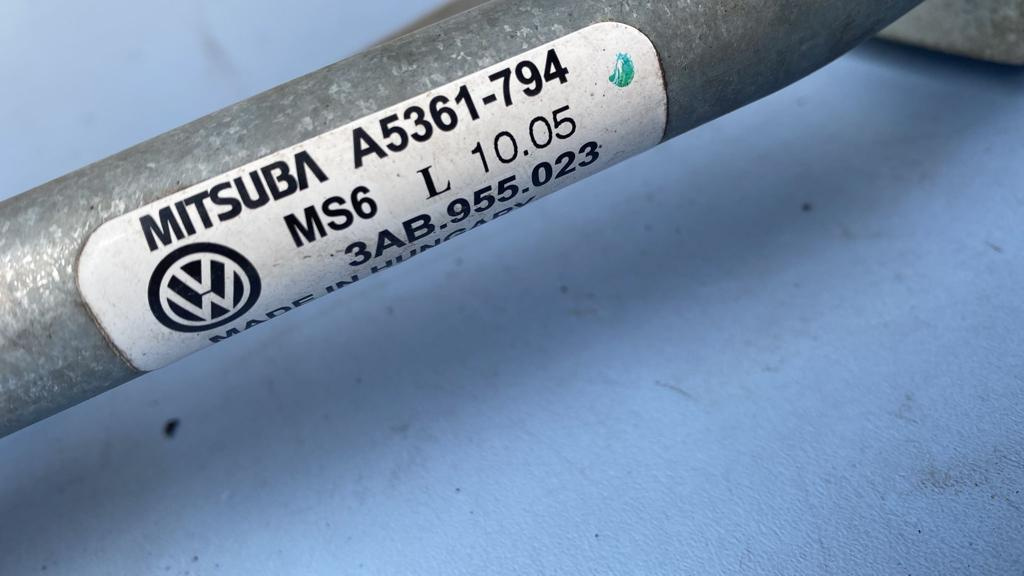 MITSUBA A5361-794
MS6 L 10.05
3AB.955.023
MADE IN HUNGARY